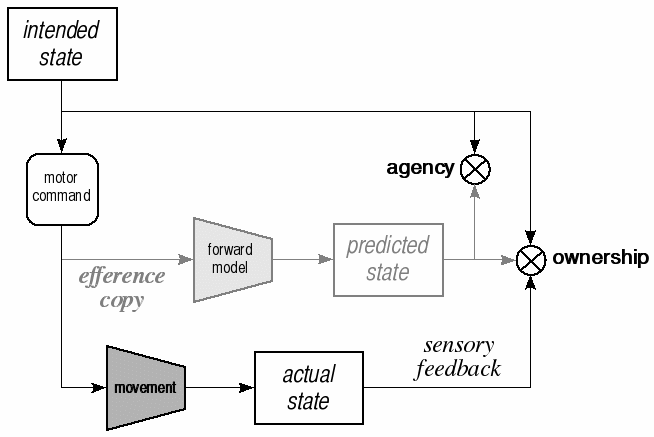 intended
state
motor
command
agency
efference
copy
forward
model
predicted
state
ownership
movement
actual
state
sensory
feedback